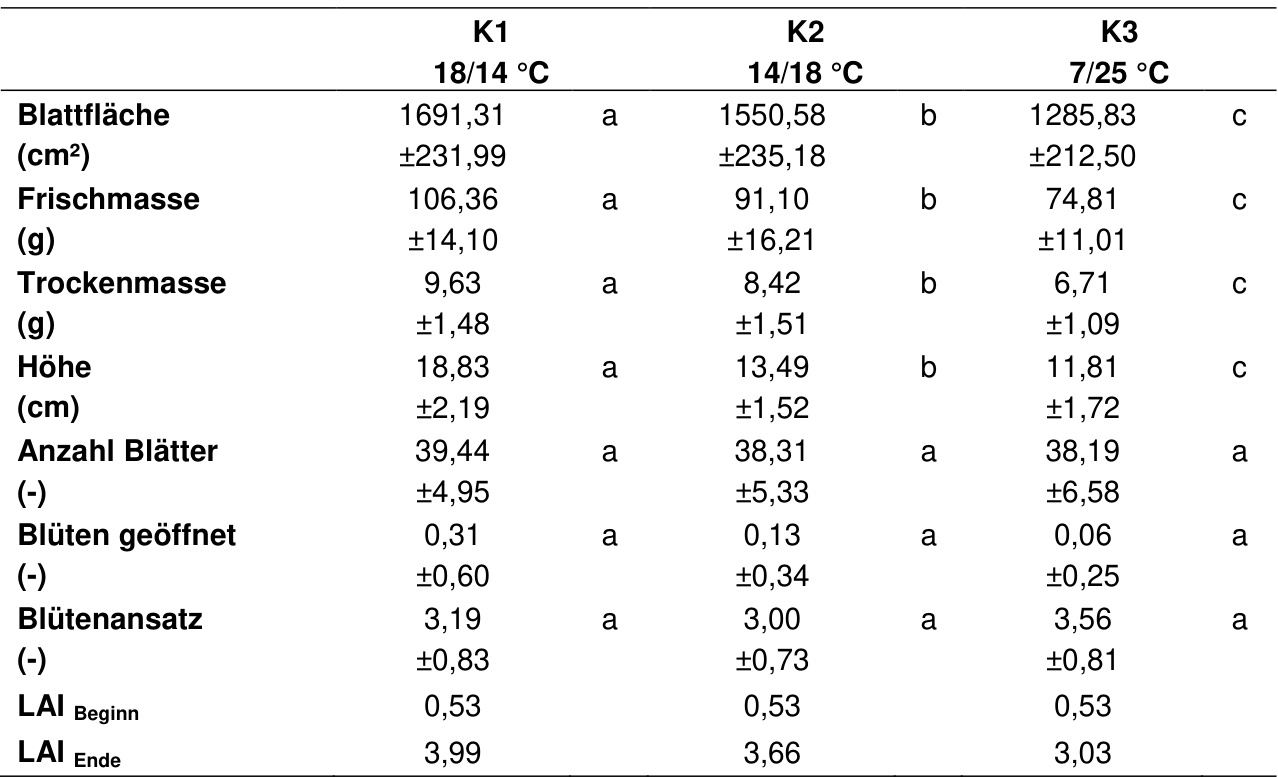 K1 K2 K3
18/14 °C 14/18 °C 7/25 °C
Blattfläche 1691,31 a 1550,58 b 1285,83 c
(cm²) ±231,99 ±235,18 ±212,50
Frischmasse 106,36 a 91,10 b 74,81 c
(g) ±14,10 ±16,21 ±11,01
Trockenmasse 9,63 a 8,42 b 6,71 c
(g) ±1,48 ±1,51 ±1,09
Höhe 18,83 a 13,49 b 11,81 c
(cm) ±2,19 ±1,52 ±1,72
Anzahl Blätter 39,44 a 38,31 a 38,19 a
(-) ±4,95 ±5,33 ±6,58
Blüten geöffnet 0,31 a 0,13 a 0,06 a
(-) ±0,60 ±0,34 ±0,25
Blütenansatz 3,19 a 3,00 a 3,56 a
(-) ±0,83 ±0,73 ±0,81
LAI Beginn 0,53 0,53 0,53
LAI Ende 3,99 3,66 3,03